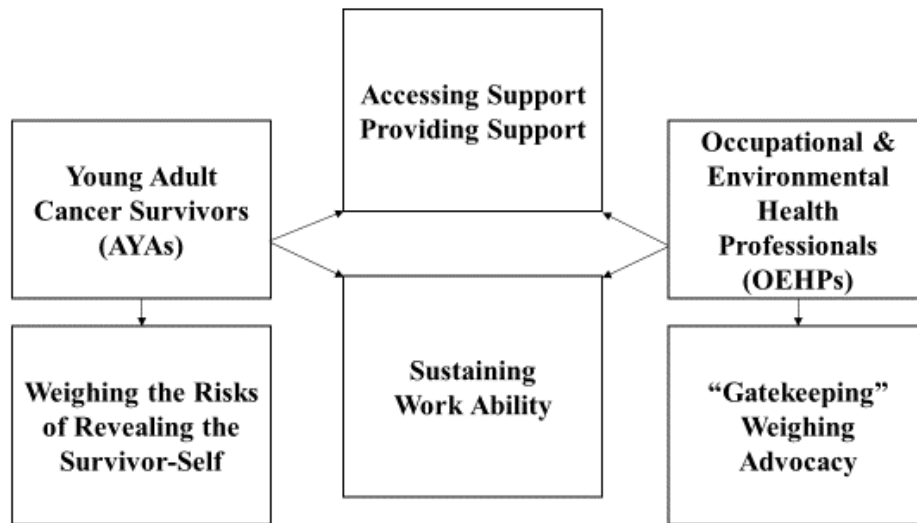 Accessing Support
Providing Support
Young Adult
Cancer Survivors
(AYAs)
Occupational &
Environmental
Health
Professionals
(OEHPs)
Weighing the Risks
of Revealing the
Survivor-Self
Sustaining
Work Ability
“Gatekeeping”
Weighing
Advocacy